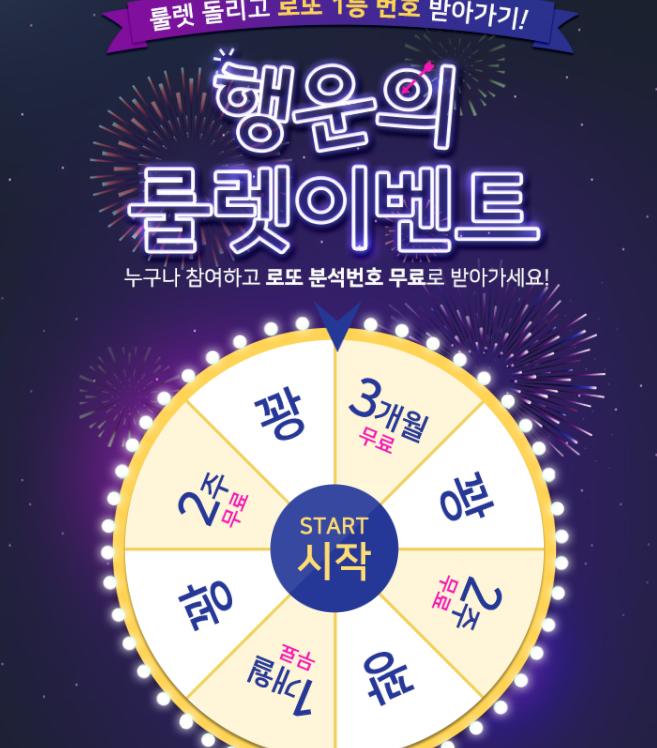 룰렛 돌리고 로또 1등 번호 받아가기!
행운의
룰렛이벤트
누구나 참여하고 로또 분석번호 무료로 받아가세요!
3개월
무료
꽝
2주
무료
꽝
1개월
무료
꽝
2주
무료
꽝
START
시작